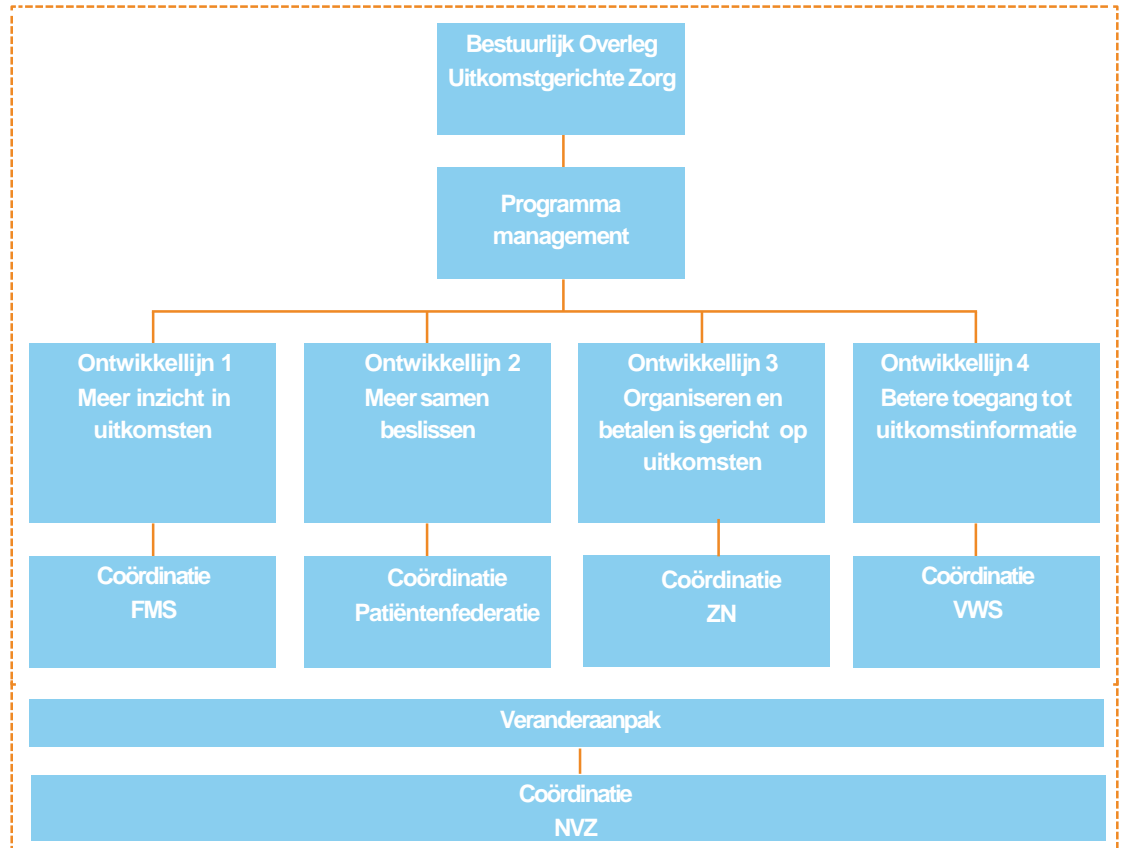 Bestuurlijk Overleg
Uitkomstgerichte Zorg
Programma
management
Ontwikkellijn 1
Meer inzicht in
uitkomsten
Ontwikkellijn 2
Meer samen
beslissen
Ontwikkellijn 3
Organiseren en
betalen is gericht op
uitkomsten
Ontwikkellijn 4
Betere toegang tot
uitkomstinformatie
Coördinatie
FMS
Coördinatie
Patiëntenfederatie
Coördinatie
ZN
Coördinatie
VWS
Veranderaanpak
Coördinatie
NVZ